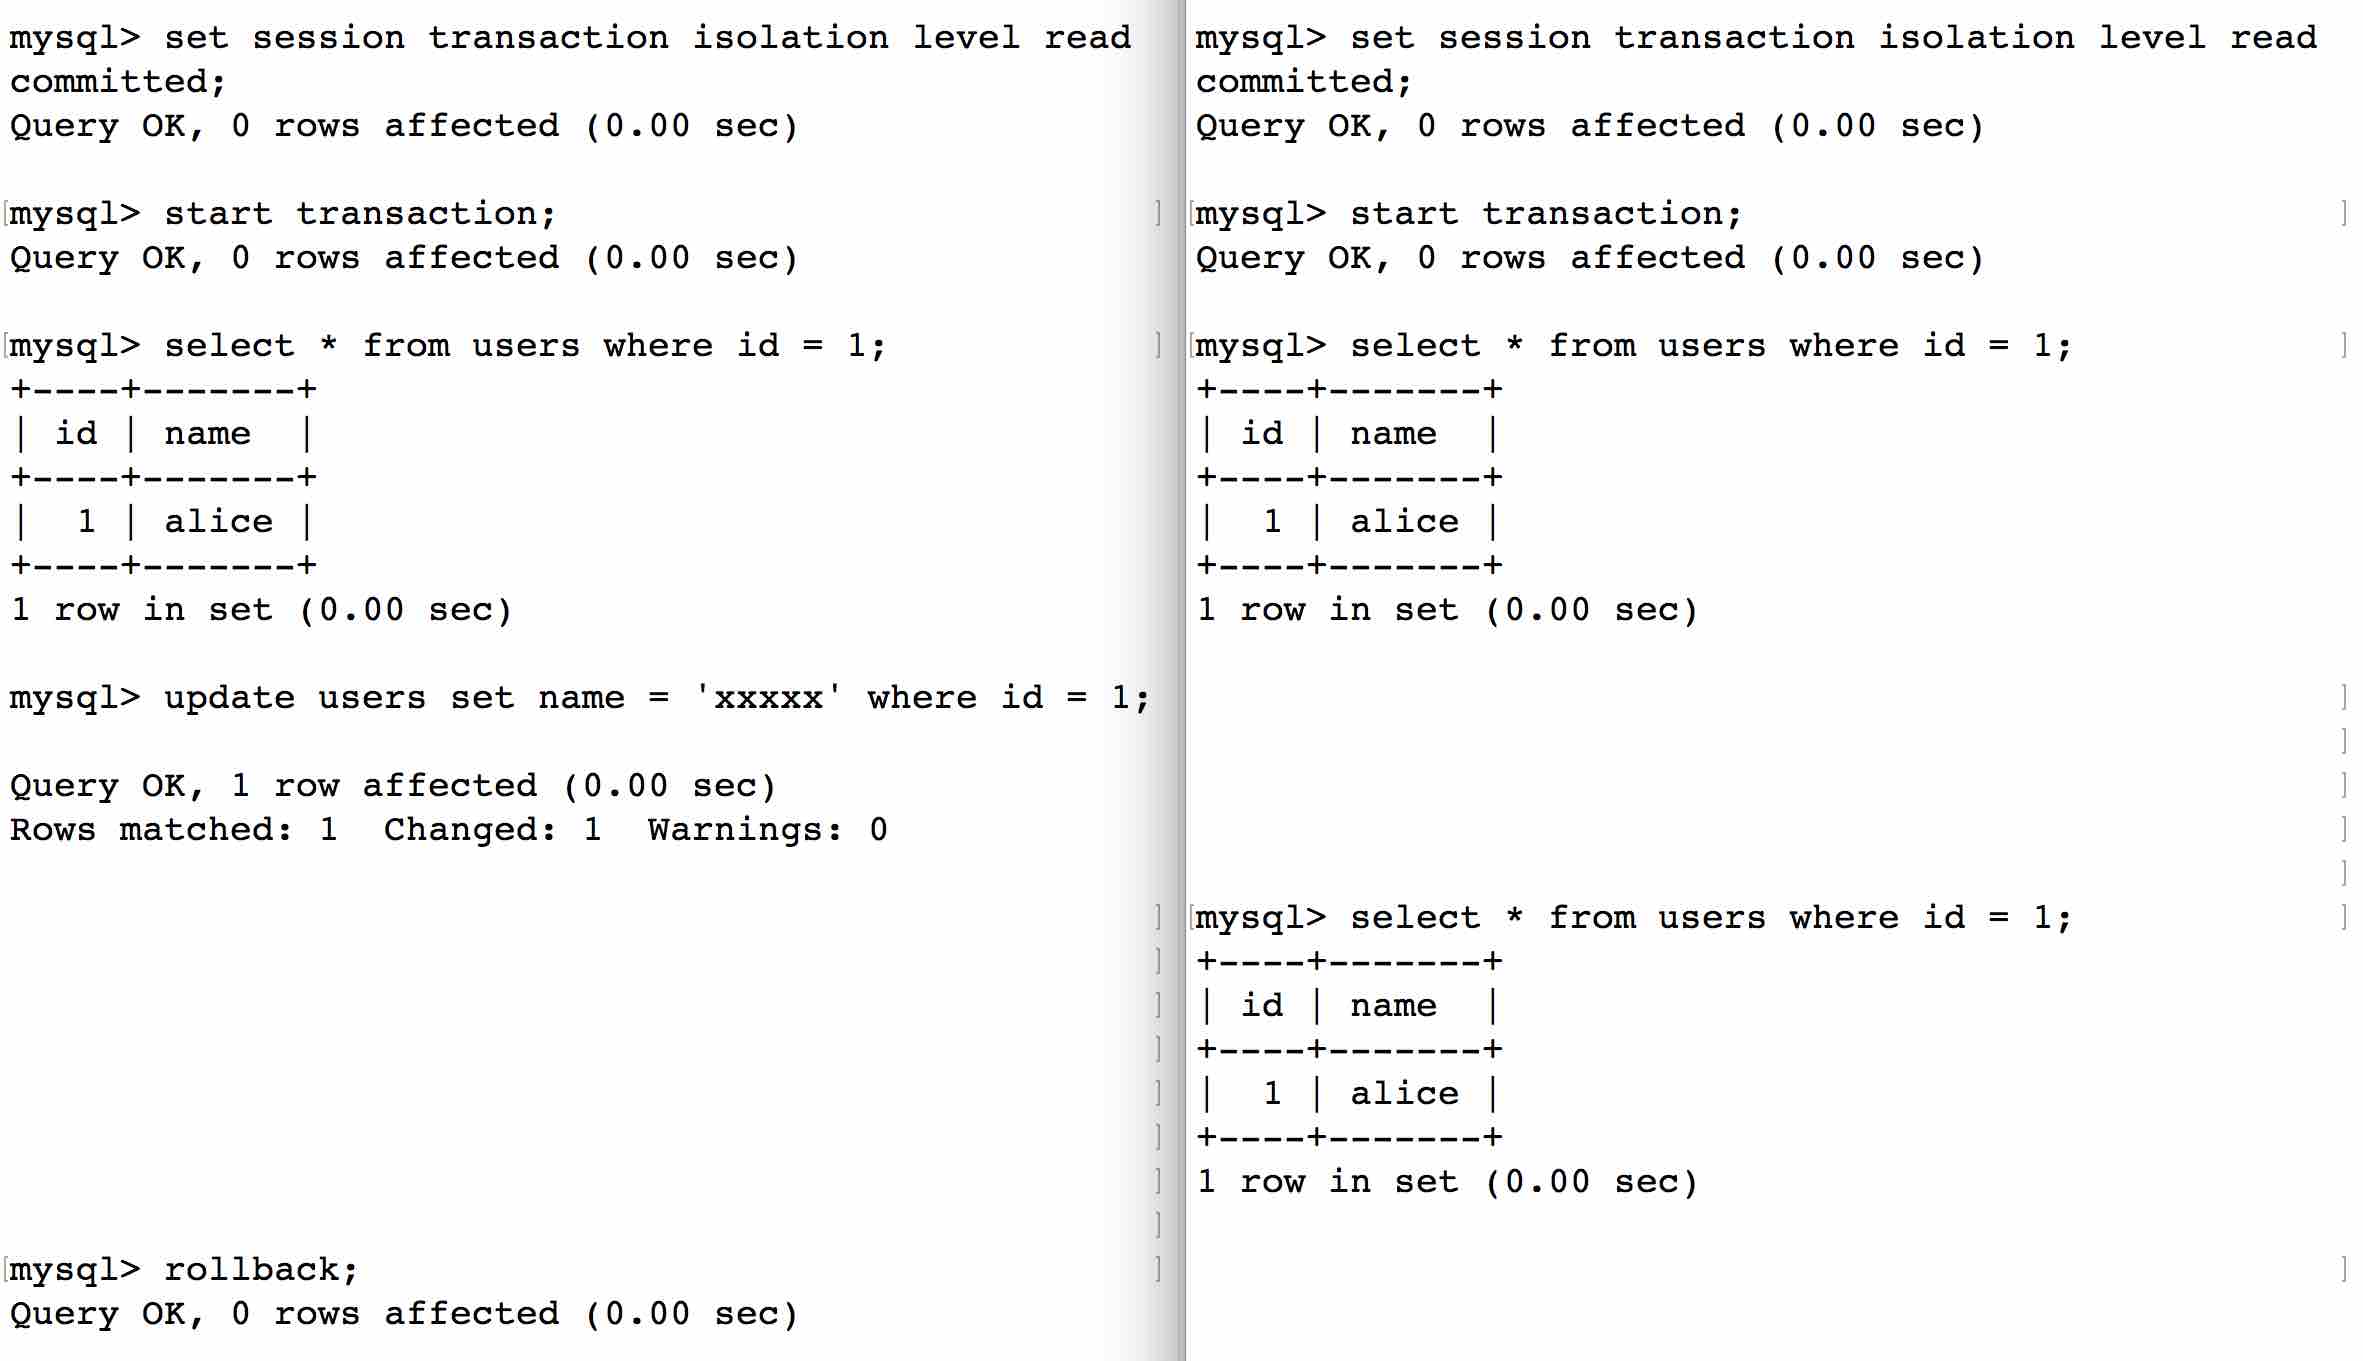 mysql> set session transaction isolation level read
committed;
Query OK, 0 rows affected (0.00 sec)
[mysql> start transaction; ]
Query OK, 0 rows affected (0.00 sec)
[mysql> select * from users where id = 1; ]
+----+-------+
| id | name  |
+----+-------+
|  1 | alice |
+----+-------+
1 row in set (0.00 sec)
mysql> update users set name = 'xxxxx' where id = 1;
Query OK, 1 row affected (0.00 sec)
Rows matched: 1  Changed: 1  Warnings: 0
]
]
]
]
]
]
]
]
[mysql> rollback; ]
Query OK, 0 rows affected (0.00 sec)
mysql> set session transaction isolation level read
committed;
Query OK, 0 rows affected (0.00 sec)
[mysql> start transaction; ]
Query OK, 0 rows affected (0.00 sec)
[mysql> select * from users where id = 1; ]
+----+-------+
| id | name  |
+----+-------+
|  1 | alice |
+----+-------+
1 row in set (0.00 sec)
]
]
]
]
]
[mysql> select * from users where id = 1; ]
+----+-------+
| id | name  |
+----+-------+
|  1 | alice |
+----+-------+
1 row in set (0.00 sec)
]